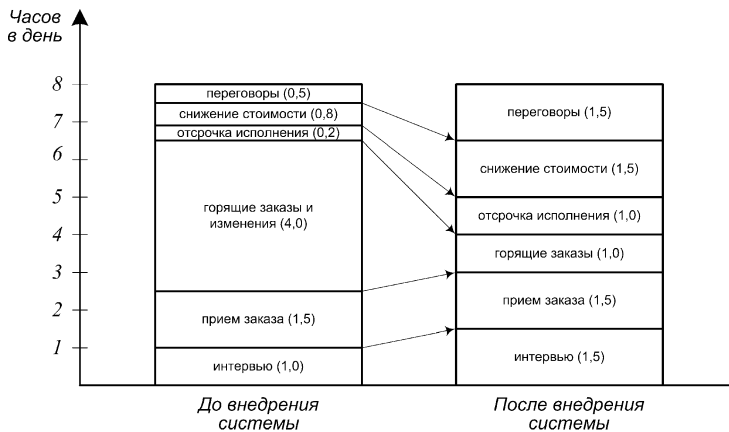 Часов
в день
8
7
6
5
4
3
2
1
переговоры (0,5)
снижение стоимости (0,8)
отсрочка исполнения (0,2)
горящие заказы и
изменения (4,0)
прием заказа (1,5)
интервью (1,0)
До внедрения
системы
переговоры (1,5)
снижение стоимости (1,5)
отсрочка исполнения (1,0)
горящие заказы (1,0)
прием заказа (1,5)
интервью (1,5)
После внедрения
системы